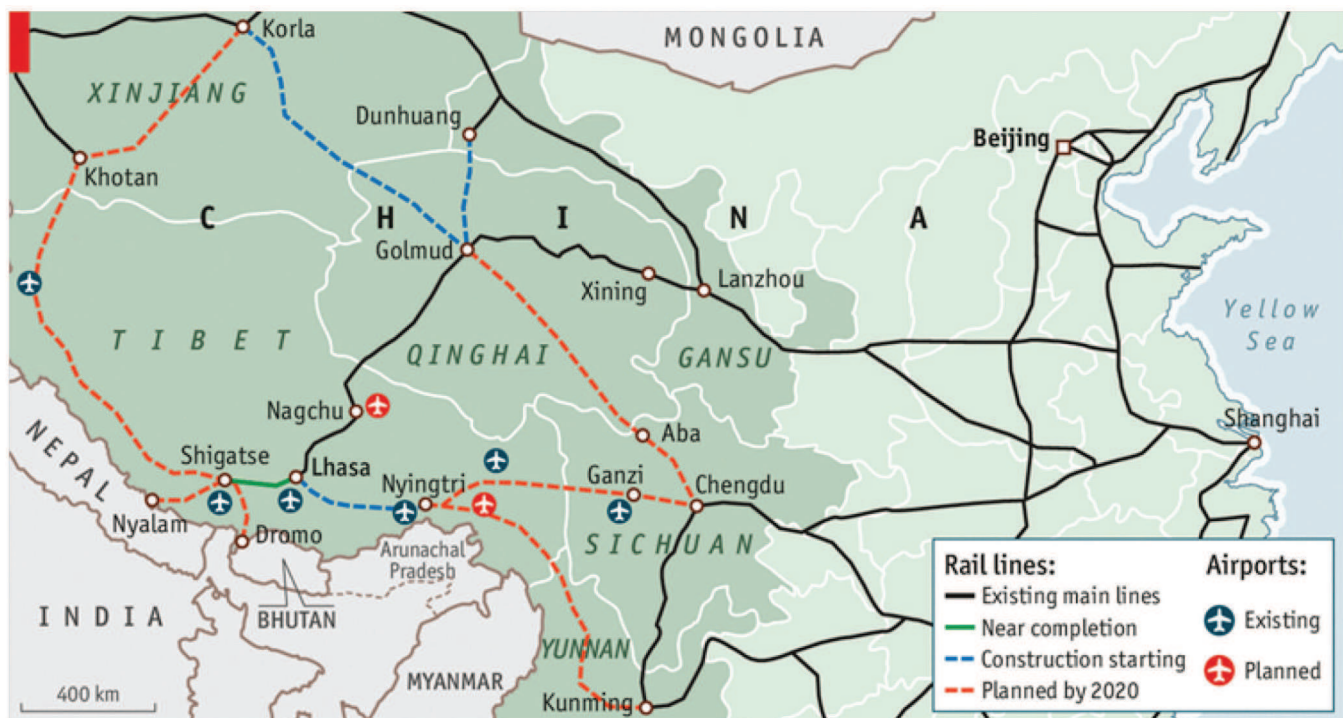 MONGOLIA
Korla
XINJIANG
Dunhuang
Beijing
Khotan
C H I N A
Golmud
Xining
Lanzhou
Yellow
Sea
TIBET
QINGHAI
GANSU
Nagchu
Aba
Shanghai
NEPAL
Shigatse
Lhasa
Nyingtri
Ganzi
Chengdu
Nyalam
Dromo
Arunachal
Pradesb
SICHUAN
INDIA
BHUTAN
YUNNAN
MYANMAR
Kunming
400 km
Rail lines:
Existing main lines
Near completion
Construction starting
Planned by 2020
Airports:
Existing
Planned